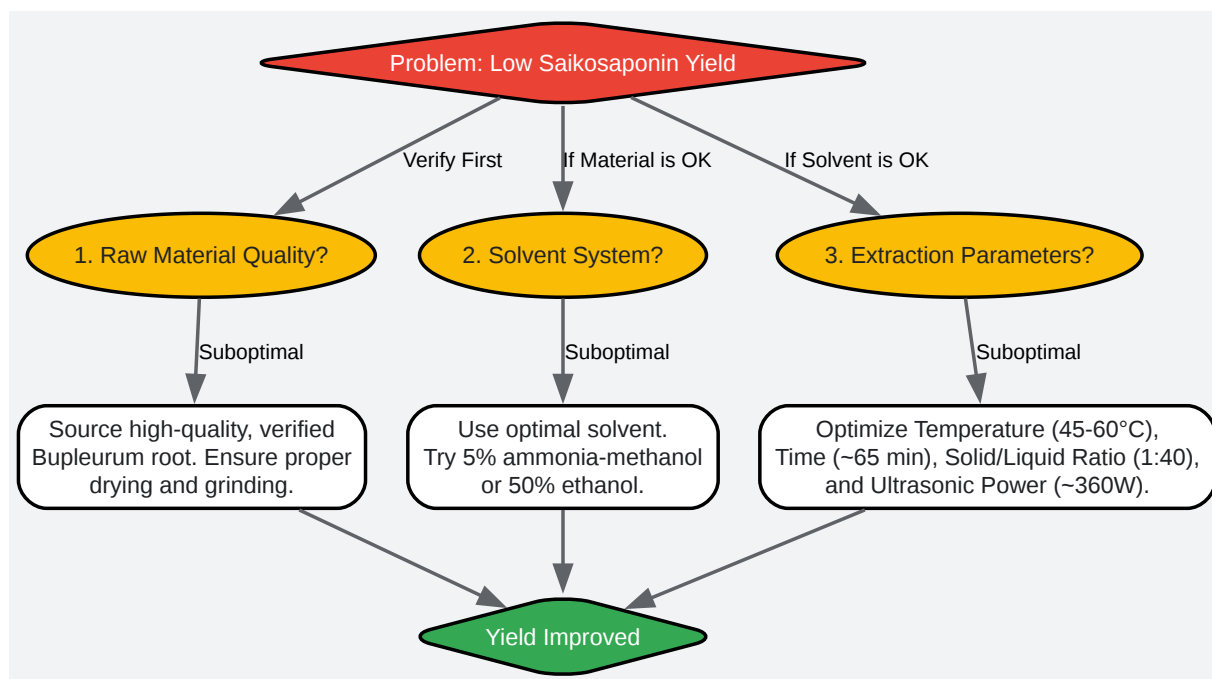 Problem: Low Saikosaponin Yield
Verify First
If Material is OK
If Solvent is OK
1. Raw Material Quality?
2. Solvent System?
3. Extraction Parameters?
Suboptimal
Suboptimal
Suboptimal
Source high-quality, verified
Bupleurum root. Ensure proper
drying and grinding.
Use optimal solvent.
Try 5% ammonia-methanol
or 50% ethanol.
Optimize Temperature (45-60°C),
Time (~65 min), Solid/Liquid Ratio (1:40),
and Ultrasonic Power (~360W).
Yield Improved